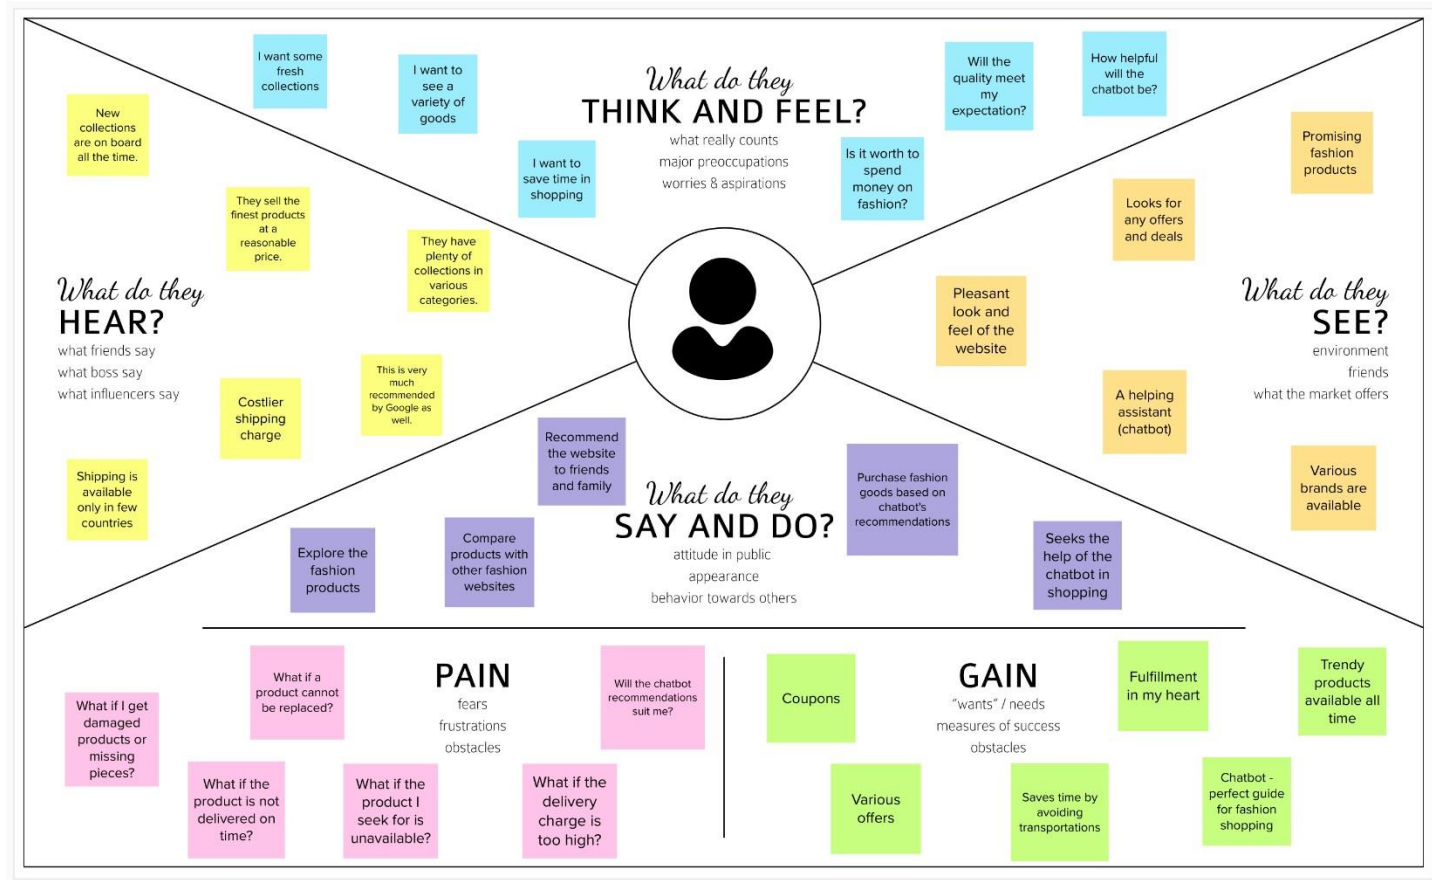 What do they
THINK AND FEEL?
what really counts
major preoccupations
worries & aspirations
I want some
fresh
collections
I want to
see a
variety of
goods
I want to
save time in
shopping
Will the
quality meet
my
expectation?
How helpful
will the
chatbot be?
Is it worth to
spend
money on
fashion?
What do they
HEAR?
what friends say
what boss say
what influencers say
New
collections
are on board
all the time.
They sell the
finest products
at a
reasonable
price.
They have
plenty of
collections in
various
categories.
This is very
much
recommended
by Google as
well.
Costlier
shipping
charge
Shipping is
available
only in few
countries
What do they
SEE?
environment
friends
what the market offers
Promising
fashion
products
Looks for
any offers
and deals
Pleasant
look and
feel of the
website
A helping
assistant
(chatbot)
Various
brands are
available
What do they
SAY AND DO?
attitude in public
appearance
behavior towards others
Recommend
the website
to friends
and family
Compare
products with
other fashion
websites
Explore the
fashion
products
Purchase fashion
goods based on
chatbot's
recommendations
Seeks the
help of the
chatbot in
shopping
PAIN
fears
frustrations
obstacles
What if I get
damaged
products or
missing
pieces?
What if a
product cannot
be replaced?
Will the chatbot
recommendations
suit me?
What if the
product is not
delivered on
time?
What if the
product I
seek for is
unavailable?
What if the
delivery
charge is
too high?
GAIN
"wants" / needs
measures of success
obstacles
Coupons
Fulfillment
in my heart
Trendy
products
available all
time
Various
offers
Saves time by
avoiding
transportations
Chatbot -
perfect guide
for fashion
shopping